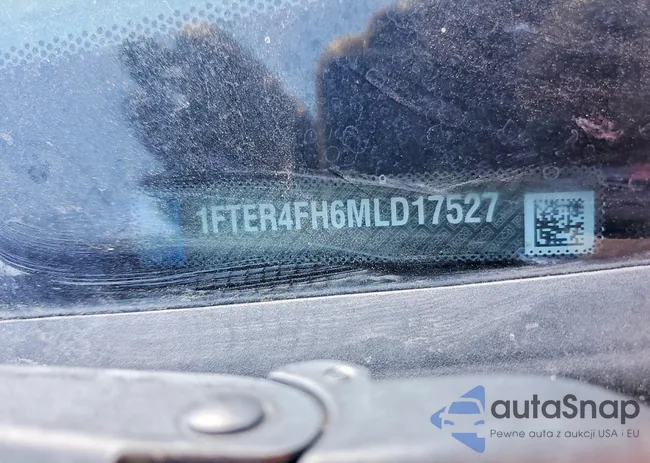 1FTER4FH6MLD17527
autaSnap
Pewne auta z aukcji USA i EU